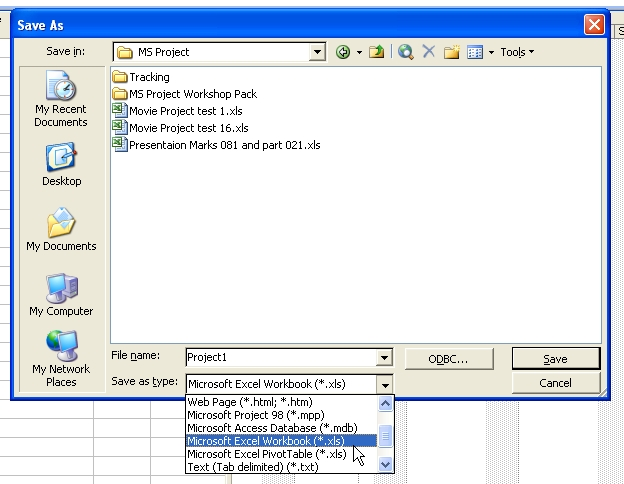 Save As
Save in: MS Project Tools
Tracking
MS Project Workshop Pack
Movie Project test 1.xls
Movie Project test 16.xls
Presentaion Marks 081 and part 021.xls
My Recent
Documents
Desktop
My Documents
My Computer
My Network
Places
File name: Project1 ODBC... Save
Save as type: Microsoft Excel Workbook (*.xls) Cancel
Web Page (*.html; *.htm)
Microsoft Project 98 (*.mpp)
Microsoft Access Database (*.mdb)
Microsoft Excel Workbook (*.xls)
Microsoft Excel PivotTable (*.xls)
Text (Tab delimited) (*.txt)